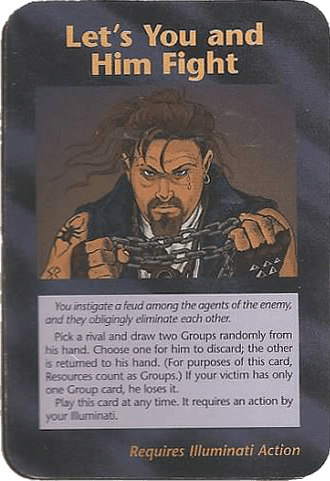 Let's You and
Him Fight
SP
You instigate a feud among the agents of the enemy,
and they obligingly eliminate each other.
Pick a rival and draw two Groups randomly from
his hand. Choose one for him to discard; the other
is returned to his hand. (For purposes of this card,
Resources count as Groups.) If your victim has only
one Group card, he loses it.
Play this card at any time. It requires an action by
your Illuminati.
Requires Illuminati Action